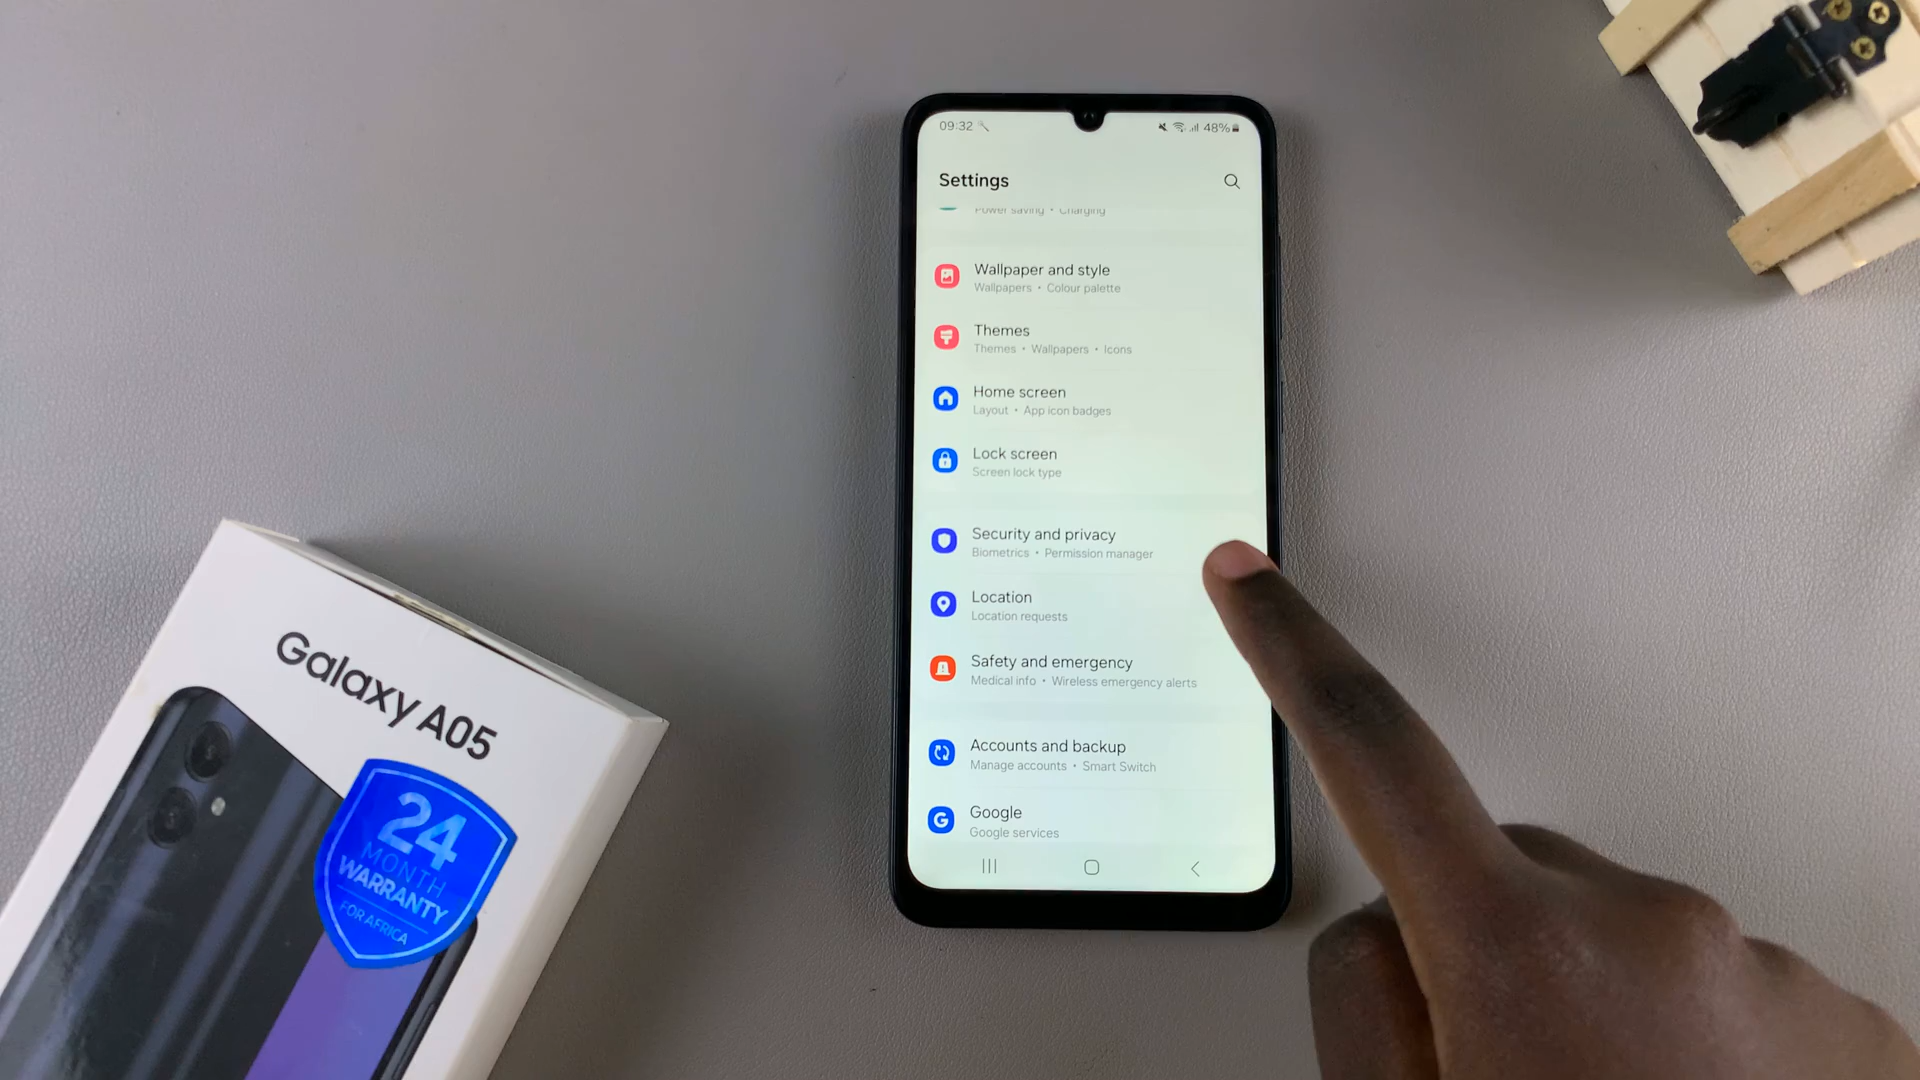 09:32
48%
Settings
Power saving • Charging
Wallpaper and style
Wallpapers • Colour palette
Themes
Themes • Wallpapers • Icons
Home screen
Layout • App icon badges
Lock screen
Screen lock type
Security and privacy
Biometrics • Permission manager
Location
Location requests
Safety and emergency
Medical info • Wireless emergency alerts
Accounts and backup
Manage accounts • Smart Switch
Google
Google services
Galaxy A05
24
MONTH
WARRANTY
FOR AFRICA